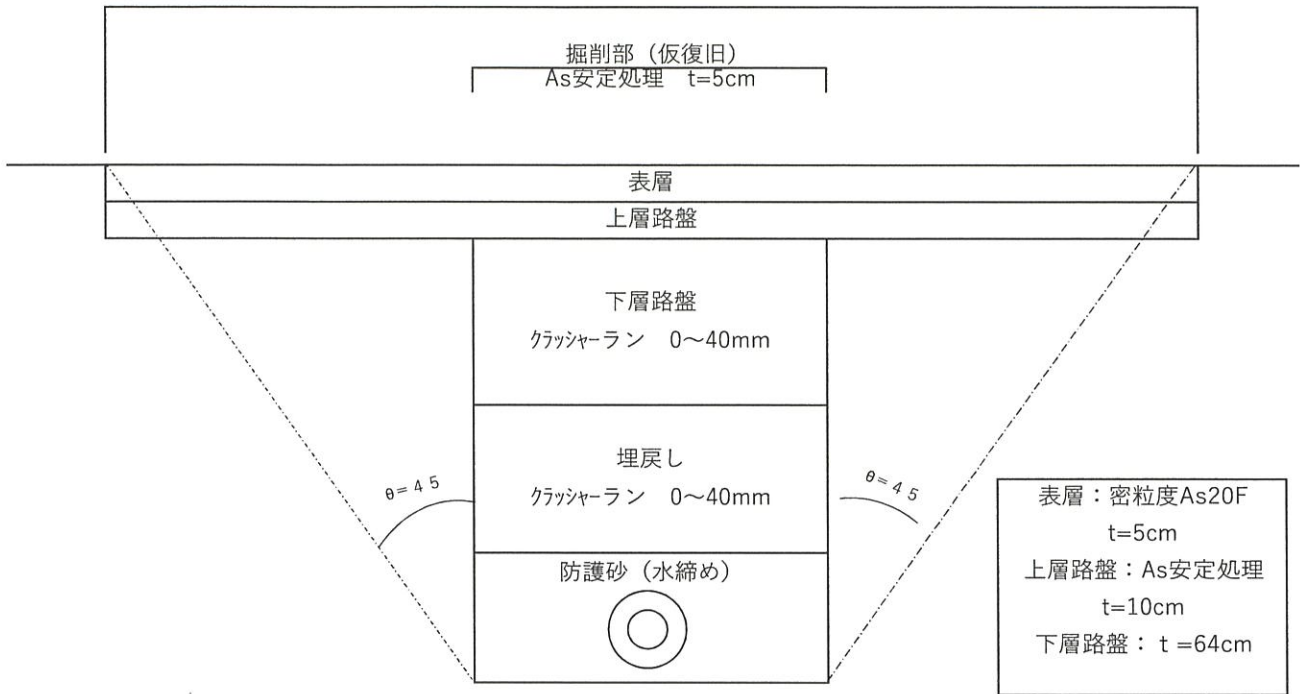 掘削部（仮復旧）
As安定処理　t=5cm
表層
上層路盤
下層路盤
ｸﾗｯｼｬｰラン　0～40mm
埋戻し
ｸﾗｯｼｬｰラン　0～40mm
θ=４５
θ=４５
防護砂（水締め）
表層：密粒度As20F
t=5cm
上層路盤：As安定処理
t=10cm
下層路盤：ｔ=64cm